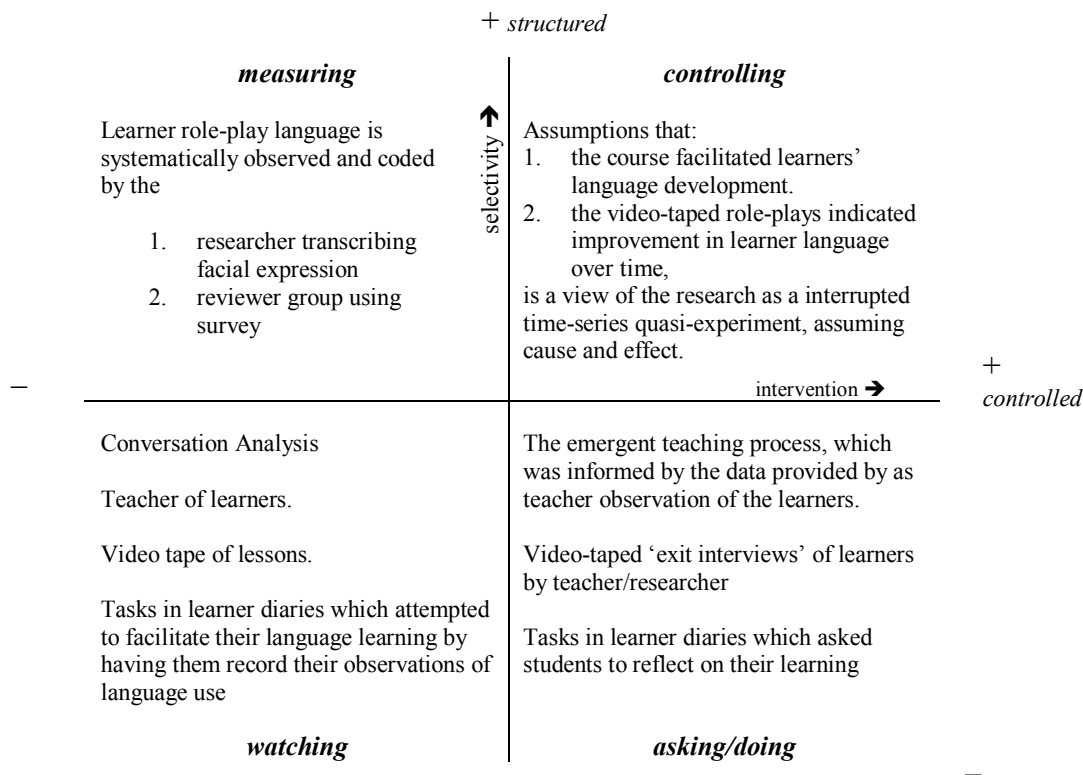 + structured
measuring
Learner role-play language is
systematically observed and coded
by the
1. researcher transcribing
facial expression
2. reviewer group using
survey
selectivity ➔
controlling
Assumptions that:
1. the course facilitated learners’
language development.
2. the video-taped role-plays indicated
improvement in learner language
over time,
is a view of the research as a interrupted
time-series quasi-experiment, assuming
cause and effect.
intervention ➔
–
+
controlled
Conversation Analysis
Teacher of learners.
Video tape of lessons.
Tasks in learner diaries which attempted
to facilitate their language learning by
having them record their observations of
language use
watching
The emergent teaching process, which
was informed by the data provided by as
teacher observation of the learners.
Video-taped ‘exit interviews’ of learners
by teacher/researcher
Tasks in learner diaries which asked
students to reflect on their learning
asking/doing
–